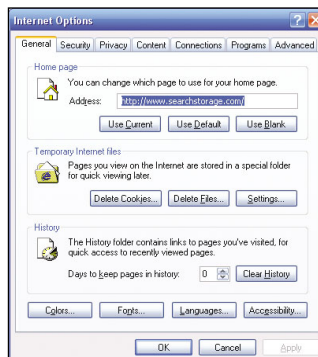 Internet Options
General Security Privacy Content Connections Programs Advanced
Home page
You can change which page to use for your home page.
Address: http://www.searchstorage.com/
Use Current Use Default Use Blank
Temporary Internet files
Pages you view on the Internet are stored in a special folder
for quick viewing later.
Delete Cookies... Delete Files... Settings...
History
The History folder contains links to pages you've visited, for
quick access to recently viewed pages.
Days to keep pages in history: 0 Clear History
Colors... Fonts... Languages... Accessibility...
OK Cancel Apply